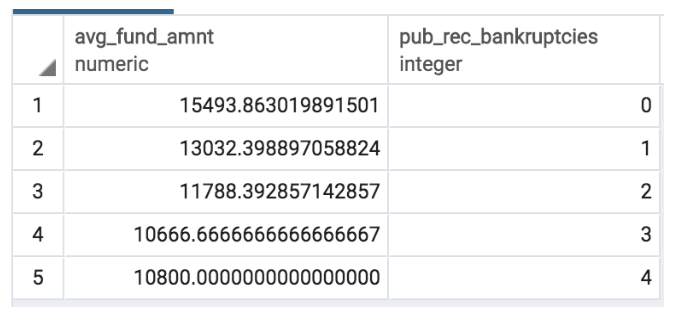 avg_fund_amnt pub_rec_bankruptcies
numeric integer
1 15493.863019891501 0
2 13032.398897058824 1
3 11788.392857142857 2
4 10666.6666666666666667 3
5 10800.0000000000000000 4